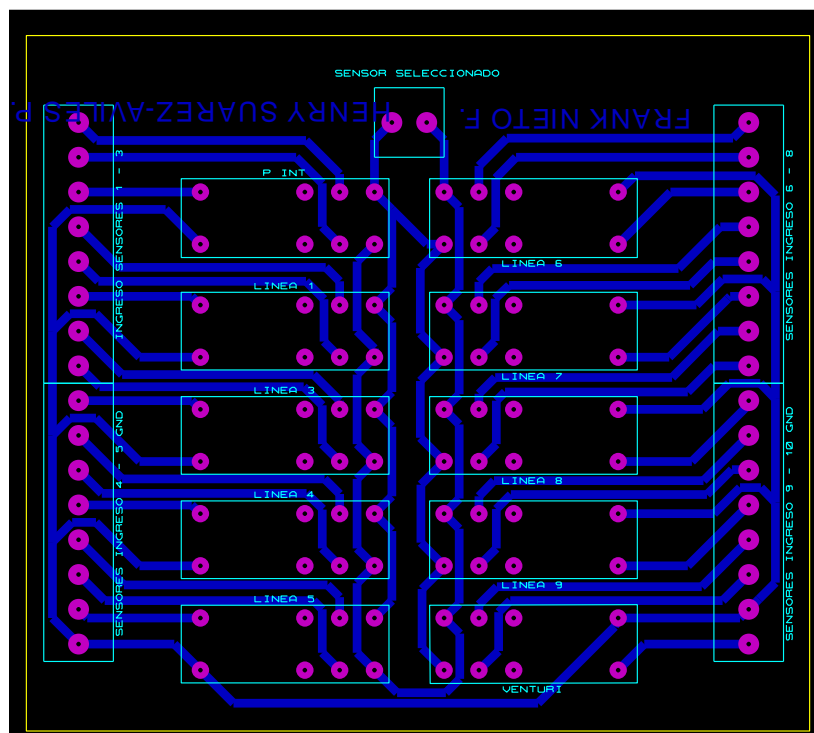 SENSOR SELECCIONADO
HENRY SUAREZ-AVILES P.
FRANK NIETO F.
P INT
INGRESO SENSORES 1 - 3
SENSORES INGRESO 6 - 8
LINEA 6
LINEA 1
LINEA 7
LINEA 3
SENSORES INGRESO 4 - 5 GND
SENSORES INGRESO 9 - 10 GND
LINEA 8
LINEA 4
LINEA 9
LINEA 5
VENTURI